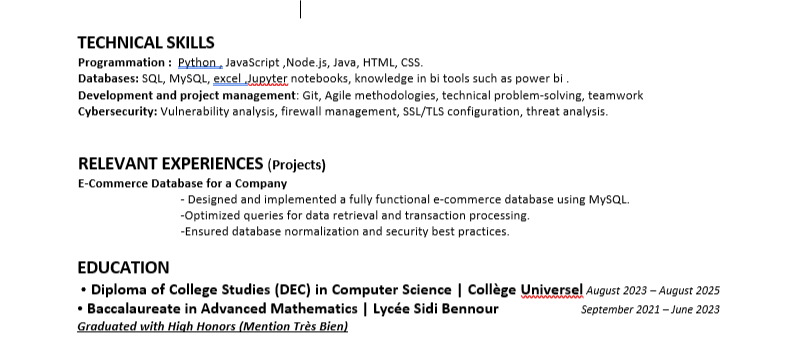 TECHNICAL SKILLS
Programmation : Python , JavaScript ,Node.js, Java, HTML, CSS.
Databases: SQL, MySQL, excel ,Jupyter notebooks, knowledge in bi tools such as power bi .
Development and project management: Git, Agile methodologies, technical problem-solving, teamwork
Cybersecurity: Vulnerability analysis, firewall management, SSL/TLS configuration, threat analysis.
RELEVANT EXPERIENCES (Projects)
E-Commerce Database for a Company
- Designed and implemented a fully functional e-commerce database using MySQL.
-Optimized queries for data retrieval and transaction processing.
-Ensured database normalization and security best practices.
EDUCATION
• Diploma of College Studies (DEC) in Computer Science | Collège Universel August 2023 – August 2025
• Baccalaureate in Advanced Mathematics | Lycée Sidi Bennour September 2021 – June 2023
Graduated with High Honors (Mention Très Bien)